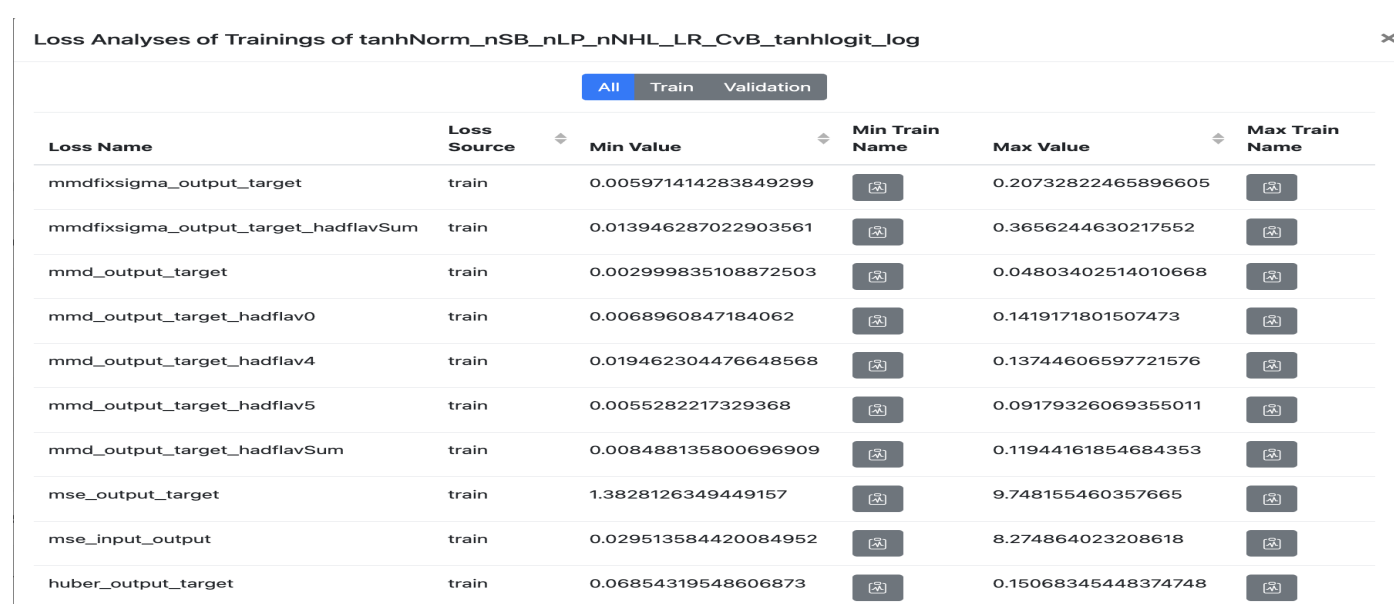 Loss Analyses of Trainings of tanhNorm_nSB_nLP_nNHL_LR_CvB_tanhlogit_log ×
All Train Validation
Loss Name Loss Source Min Value Min Train Name Max Value Max Train Name
mmdfixsigma_output_target train 0.005971414283849299 0.20732822465896605
mmdfixsigma_output_target_hadflavSum train 0.013946287022903561 0.3656244630217552
mmd_output_target train 0.002999835108872503 0.04803402514010668
mmd_output_target_hadflav0 train 0.0068960847184062 0.1419171801507473
mmd_output_target_hadflav4 train 0.019462304476648568 0.13744606597721576
mmd_output_target_hadflav5 train 0.0055282217329368 0.09179326069355011
mmd_output_target_hadflavSum train 0.008488135800696909 0.11944161854684353
mse_output_target train 1.3828126349449157 9.748155460357665
mse_input_output train 0.029513584420084952 8.274864023208618
huber_output_target train 0.06854319548606873 0.15068345448374748